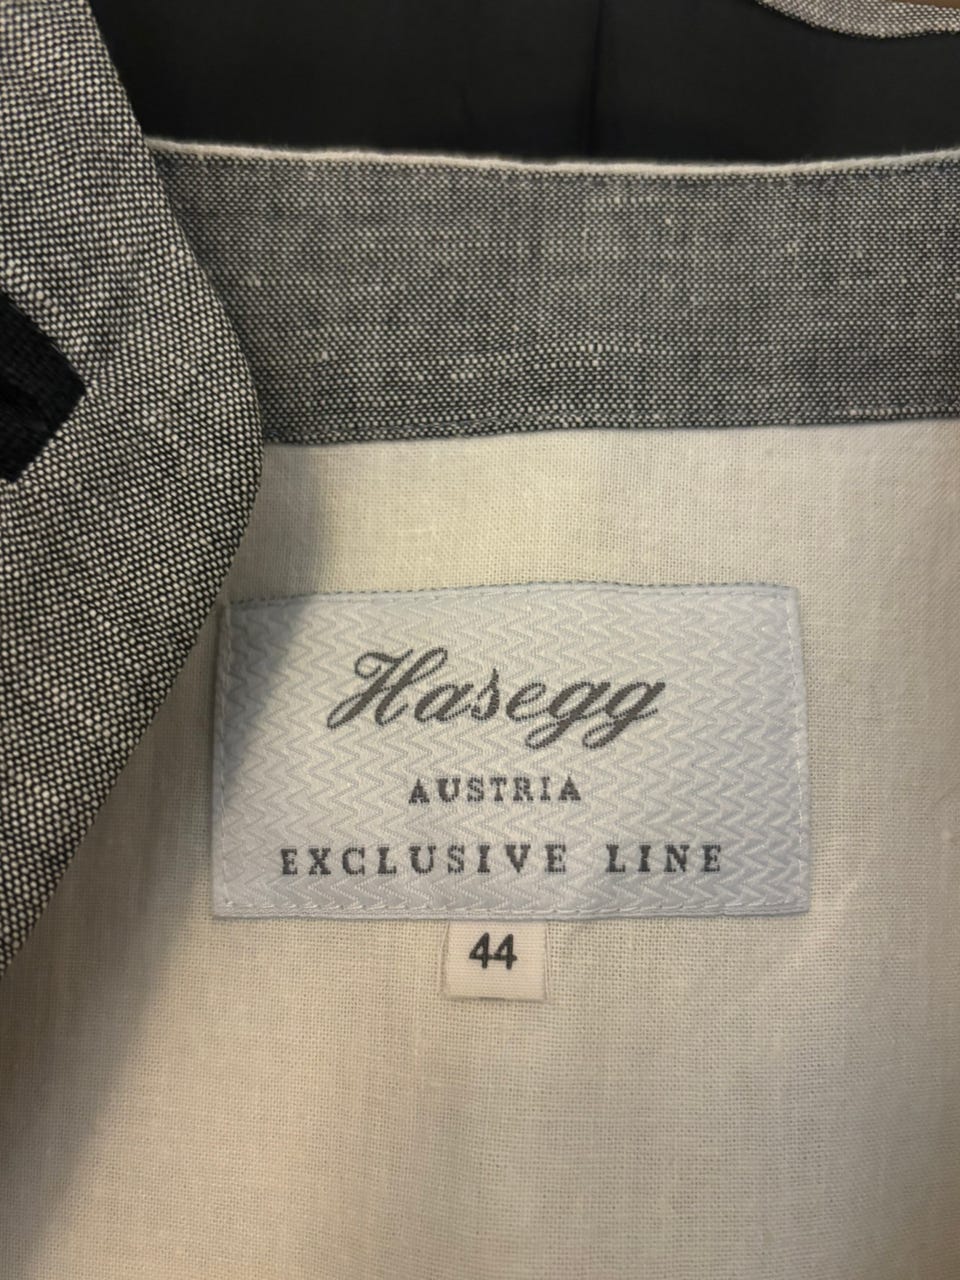 Hasegg
AUSTRIA
EXCLUSIVE LINE
44